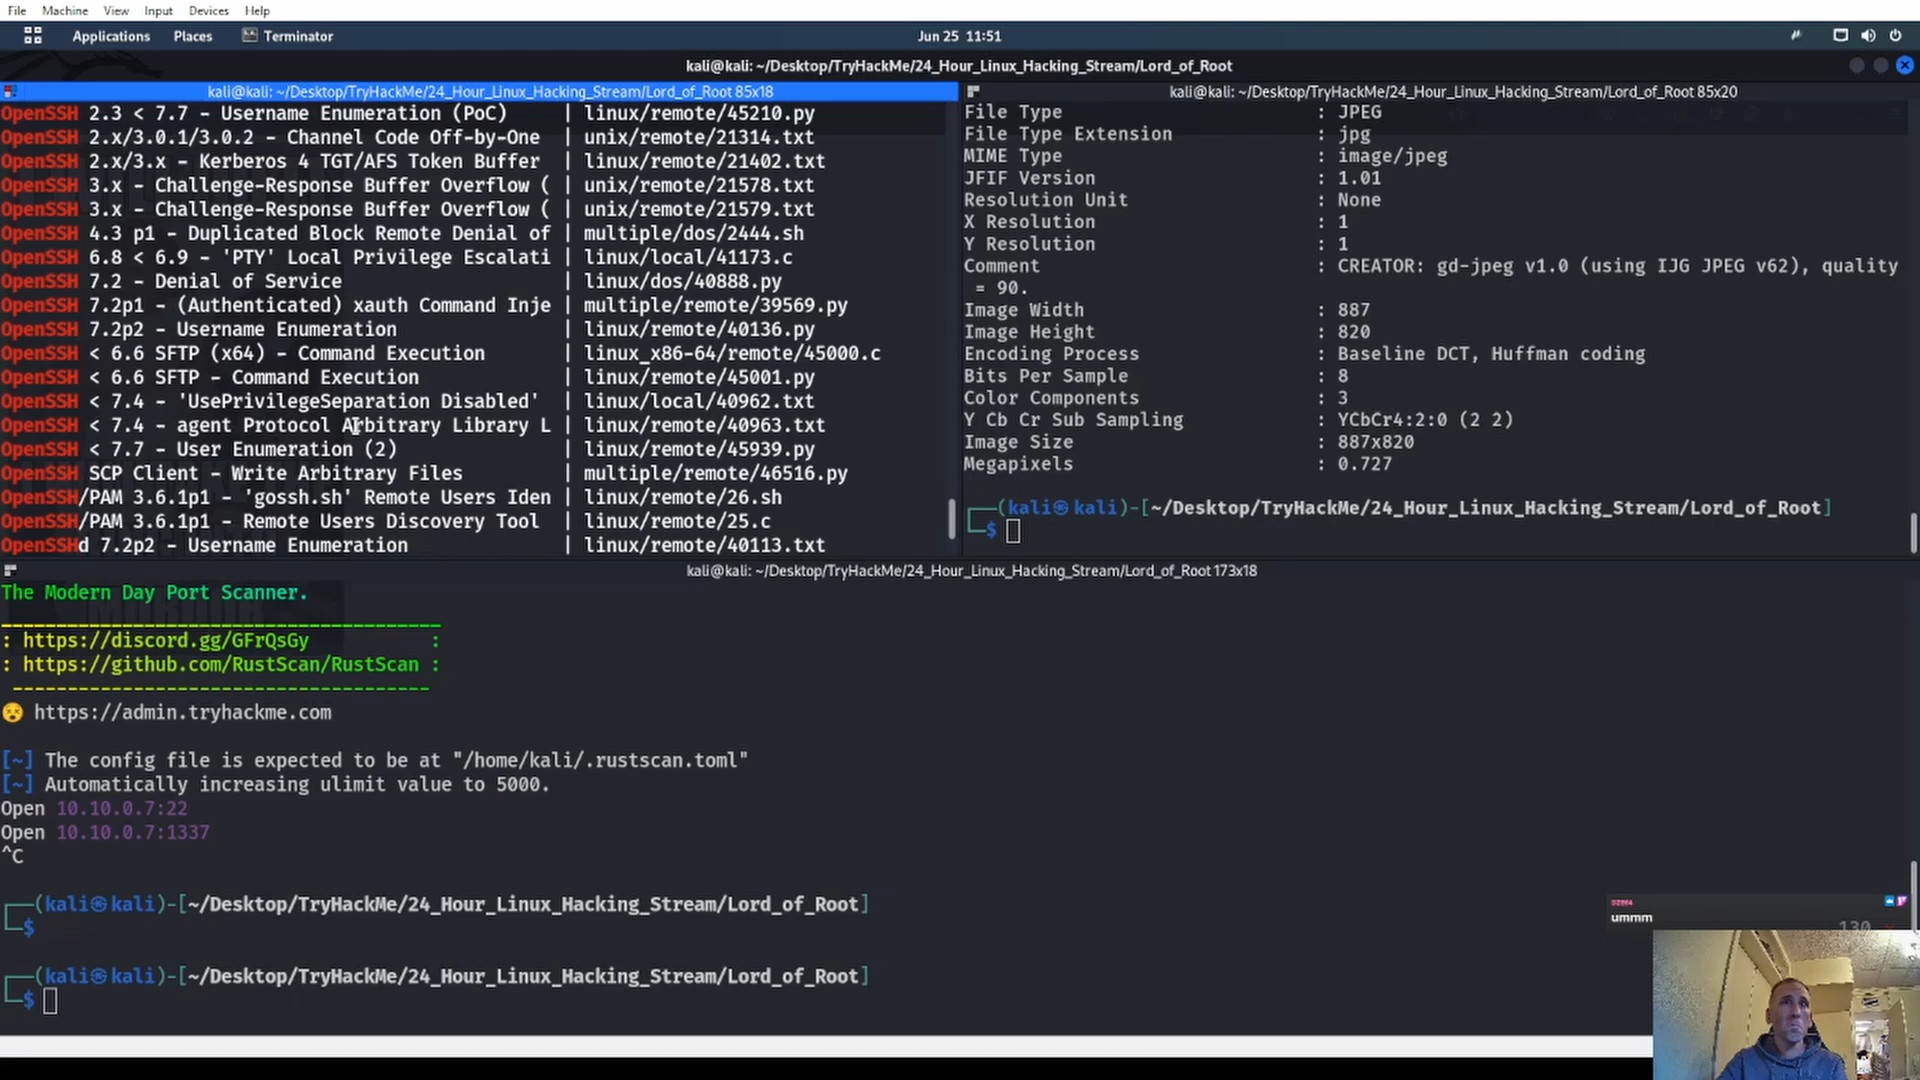 File Machine View Input Devices Help
Applications Places Terminator Jun 25 11:51
kali@kali: ~/Desktop/TryHackMe/24_Hour_Linux_Hacking_Stream/Lord_of_Root
kali@kali: ~/Desktop/TryHackMe/24_Hour_Linux_Hacking_Stream/Lord_of_Root 85x18
OpenSSH 2.3 < 7.7 - Username Enumeration (PoC) | linux/remote/45210.py
OpenSSH 2.x/3.0.1/3.0.2 - Channel Code Off-by-One | unix/remote/21314.txt
OpenSSH 2.x/3.x - Kerberos 4 TGT/AFS Token Buffer | linux/remote/21402.txt
OpenSSH 3.x - Challenge-Response Buffer Overflow ( | unix/remote/21578.txt
OpenSSH 3.x - Challenge-Response Buffer Overflow ( | unix/remote/21579.txt
OpenSSH 4.3 p1 - Duplicated Block Remote Denial of | multiple/dos/2444.sh
OpenSSH 6.8 < 6.9 - 'PTY' Local Privilege Escalati | linux/local/41173.c
OpenSSH 7.2 - Denial of Service | linux/dos/40888.py
OpenSSH 7.2p1 - (Authenticated) xauth Command Inje | multiple/remote/39569.py
OpenSSH 7.2p2 - Username Enumeration | linux/remote/40136.py
OpenSSH < 6.6 SFTP (x64) - Command Execution | linux_x86-64/remote/45000.c
OpenSSH < 6.6 SFTP - Command Execution | linux/remote/45001.py
OpenSSH < 7.4 - 'UsePrivilegeSeparation Disabled' | linux/local/40962.txt
OpenSSH < 7.4 - agent Protocol Arbitrary Library L | linux/remote/40963.txt
OpenSSH < 7.7 - User Enumeration (2) | linux/remote/45939.py
OpenSSH SCP Client - Write Arbitrary Files | multiple/remote/46516.py
OpenSSH/PAM 3.6.1p1 - 'gossh.sh' Remote Users Iden | linux/remote/26.sh
OpenSSH/PAM 3.6.1p1 - Remote Users Discovery Tool | linux/remote/25.c
OpenSSHd 7.2p2 - Username Enumeration | linux/remote/40113.txt
kali@kali: ~/Desktop/TryHackMe/24_Hour_Linux_Hacking_Stream/Lord_of_Root 85x20
File Type : JPEG
File Type Extension : jpg
MIME Type : image/jpeg
JFIF Version : 1.01
Resolution Unit : None
X Resolution : 1
Y Resolution : 1
Comment : CREATOR: gd-jpeg v1.0 (using IJG JPEG v62), quality
= 90.
Image Width : 887
Image Height : 820
Encoding Process : Baseline DCT, Huffman coding
Bits Per Sample : 8
Color Components : 3
Y Cb Cr Sub Sampling : YCbCr4:2:0 (2 2)
Image Size : 887x820
Megapixels : 0.727
┌──(kali㉿kali)-[~/Desktop/TryHackMe/24_Hour_Linux_Hacking_Stream/Lord_of_Root]
└─$
kali@kali: ~/Desktop/TryHackMe/24_Hour_Linux_Hacking_Stream/Lord_of_Root 173x18
The Modern Day Port Scanner.
: https://discord.gg/GFrQsGy :
: https://github.com/RustScan/RustScan :
--------------------------------------
😵 https://admin.tryhackme.com
[~] The config file is expected to be at "/home/kali/.rustscan.toml"
[~] Automatically increasing ulimit value to 5000.
Open 10.10.0.7:22
Open 10.10.0.7:1337
^C
┌──(kali㉿kali)-[~/Desktop/TryHackMe/24_Hour_Linux_Hacking_Stream/Lord_of_Root]
└─$
┌──(kali㉿kali)-[~/Desktop/TryHackMe/24_Hour_Linux_Hacking_Stream/Lord_of_Root]
└─$
ummm